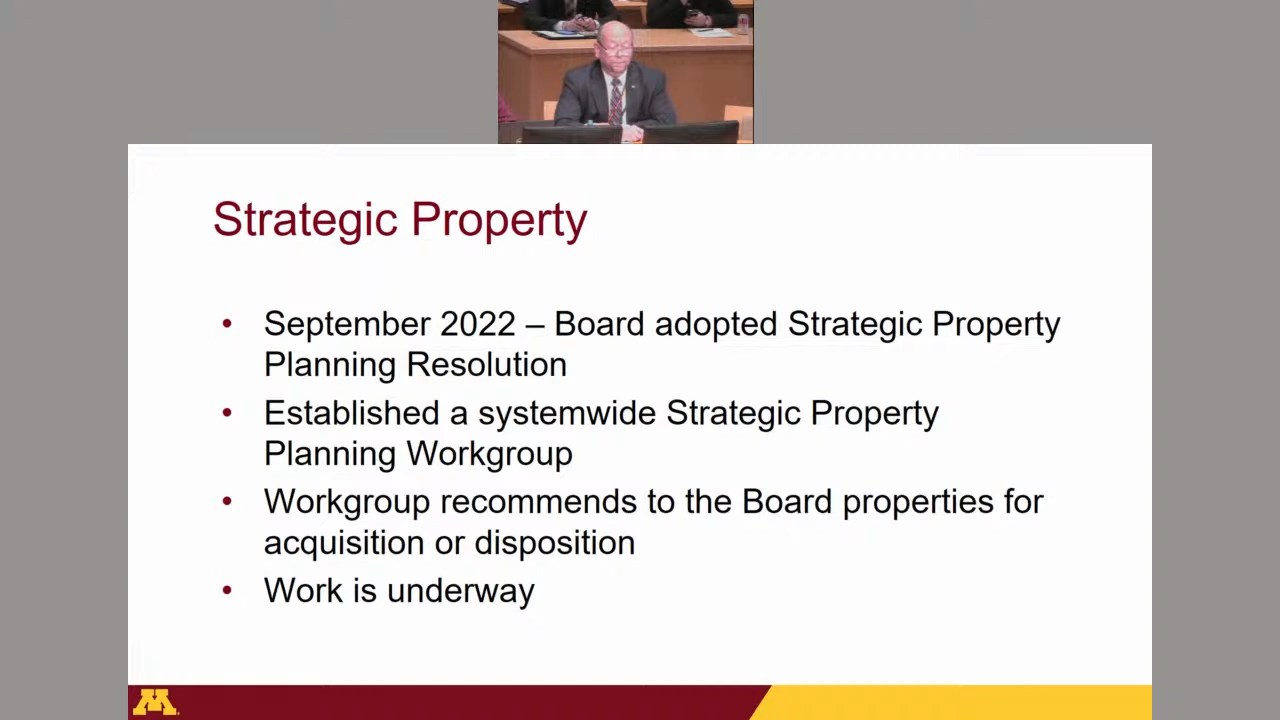 Strategic Property
• September 2022 – Board adopted Strategic Property
Planning Resolution
• Established a systemwide Strategic Property
Planning Workgroup
• Workgroup recommends to the Board properties for
acquisition or disposition
• Work is underway
M